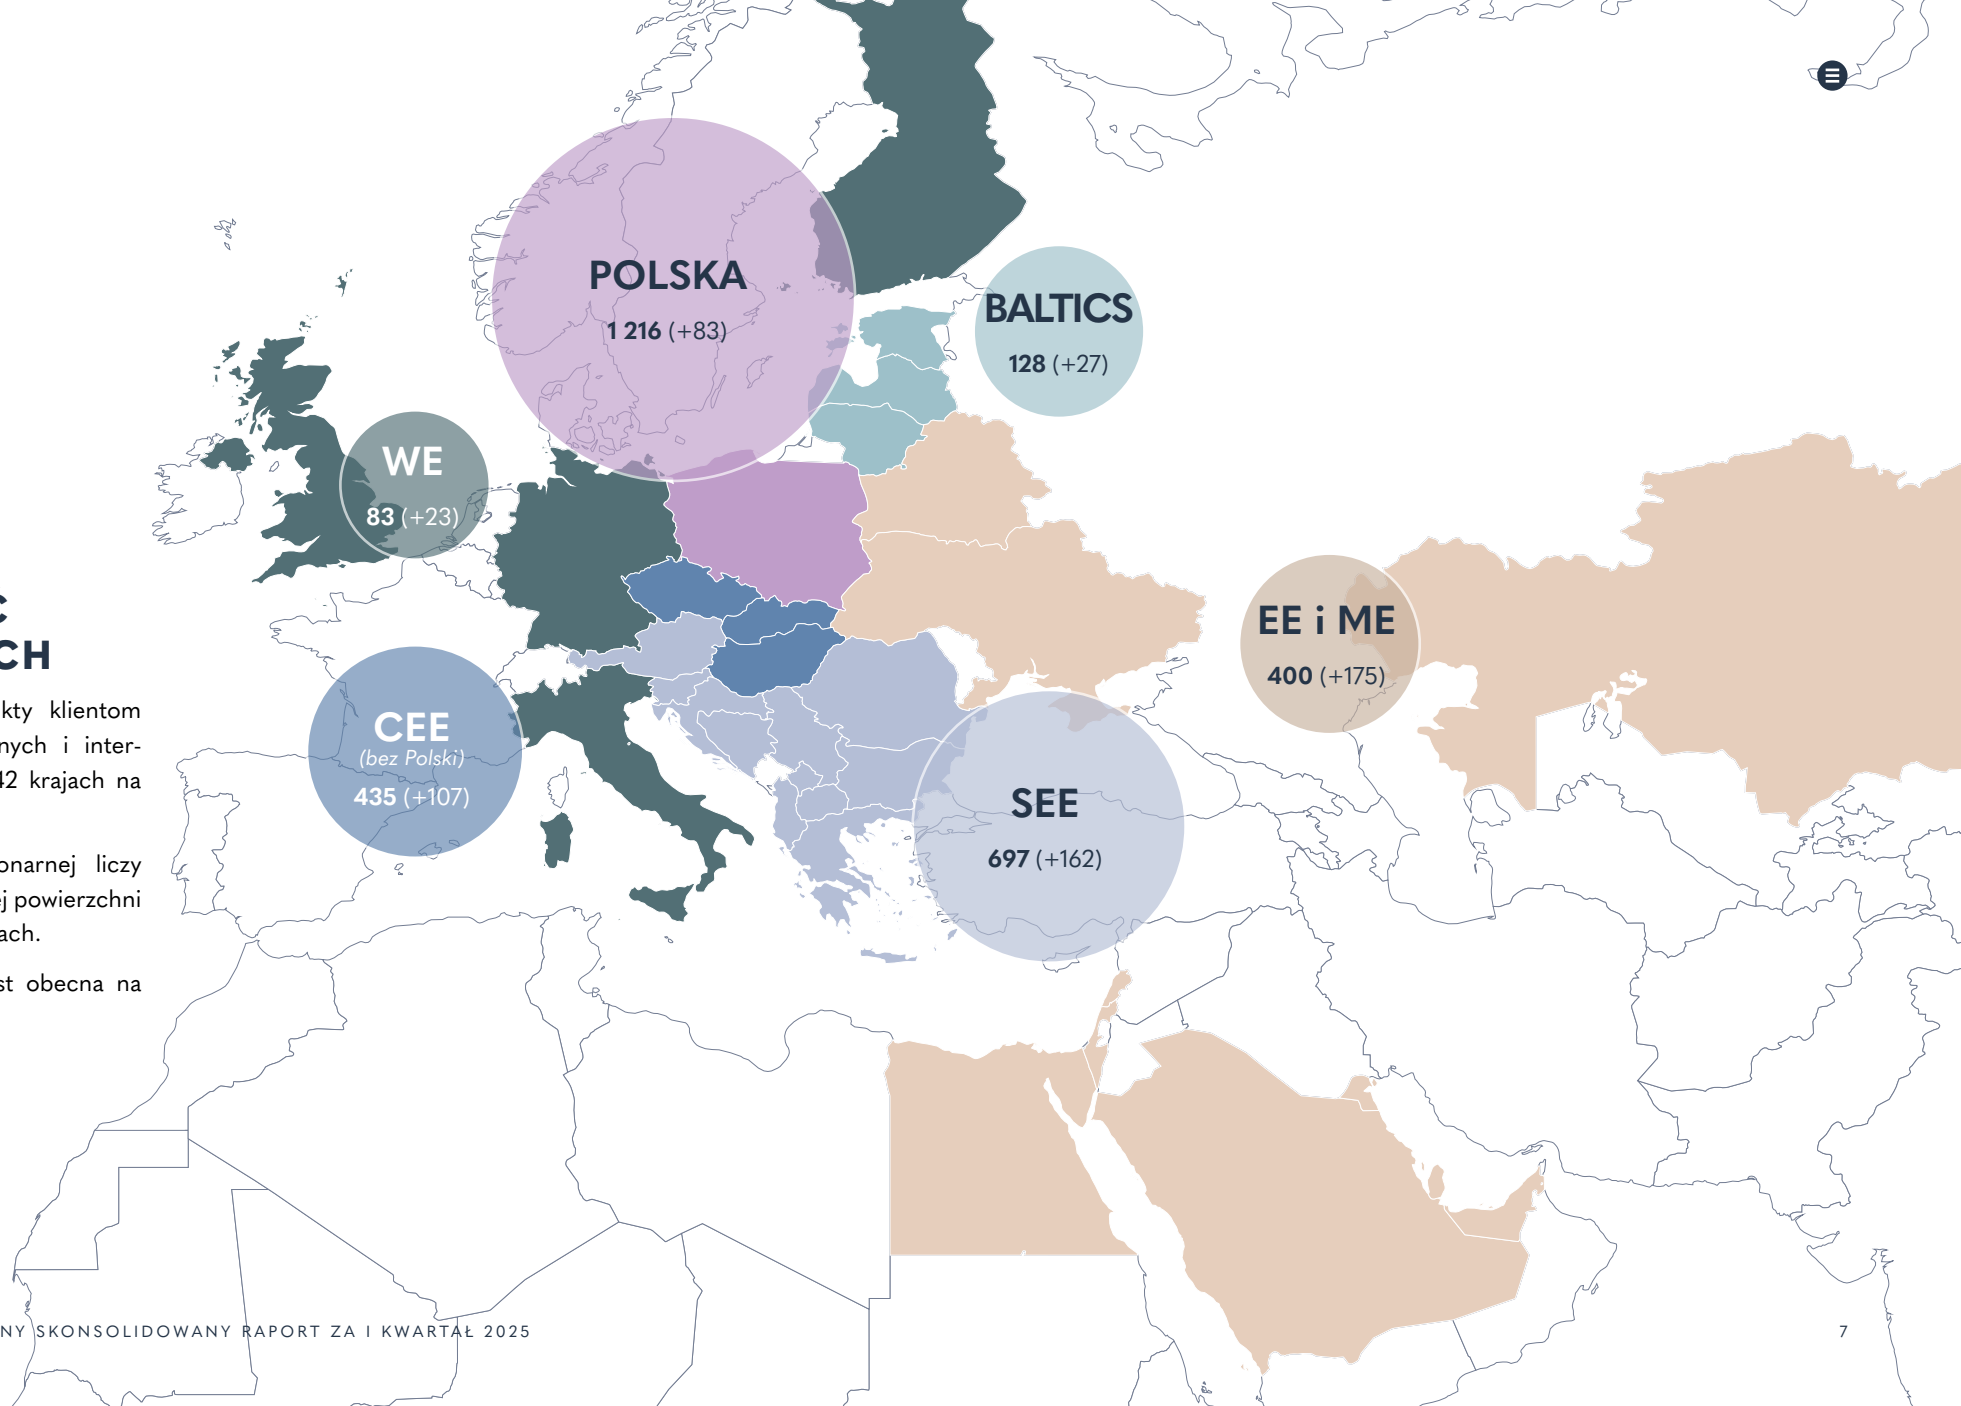 POLSKA
1 216 (+83)
BALTICS
128 (+27)
WE
83 (+23)
EE i ME
400 (+175)
CEE
(bez Polski)
435 (+107)
SEE
697 (+162)
C
CH
kty klientom
nych i inter-
42 krajach na
onarnej liczy
ej powierzchni
ach.
st obecna na
NY SKONSOLIDOWANY RAPORT ZA I KWARTAŁ 2025
7